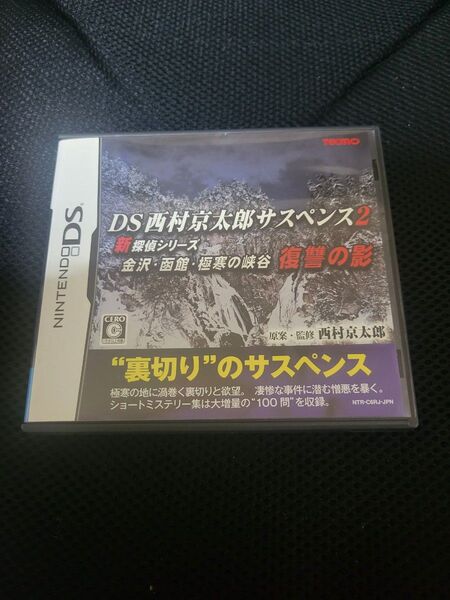 TECMO
DS西村京太郎サスペンス2
新探偵シリーズ
金沢・函館・極寒の峡谷 復讐の影
原案・監修 西村京太郎
NINTENDO DS
CERO
C
“裏切り”のサスペンス
極寒の地に渦巻く裏切りと欲望。 凄惨な事件に潜む憎悪を暴く。
ショートミステリー集は大増量の“100問”を収録。
NTR-C6RJ-JPN